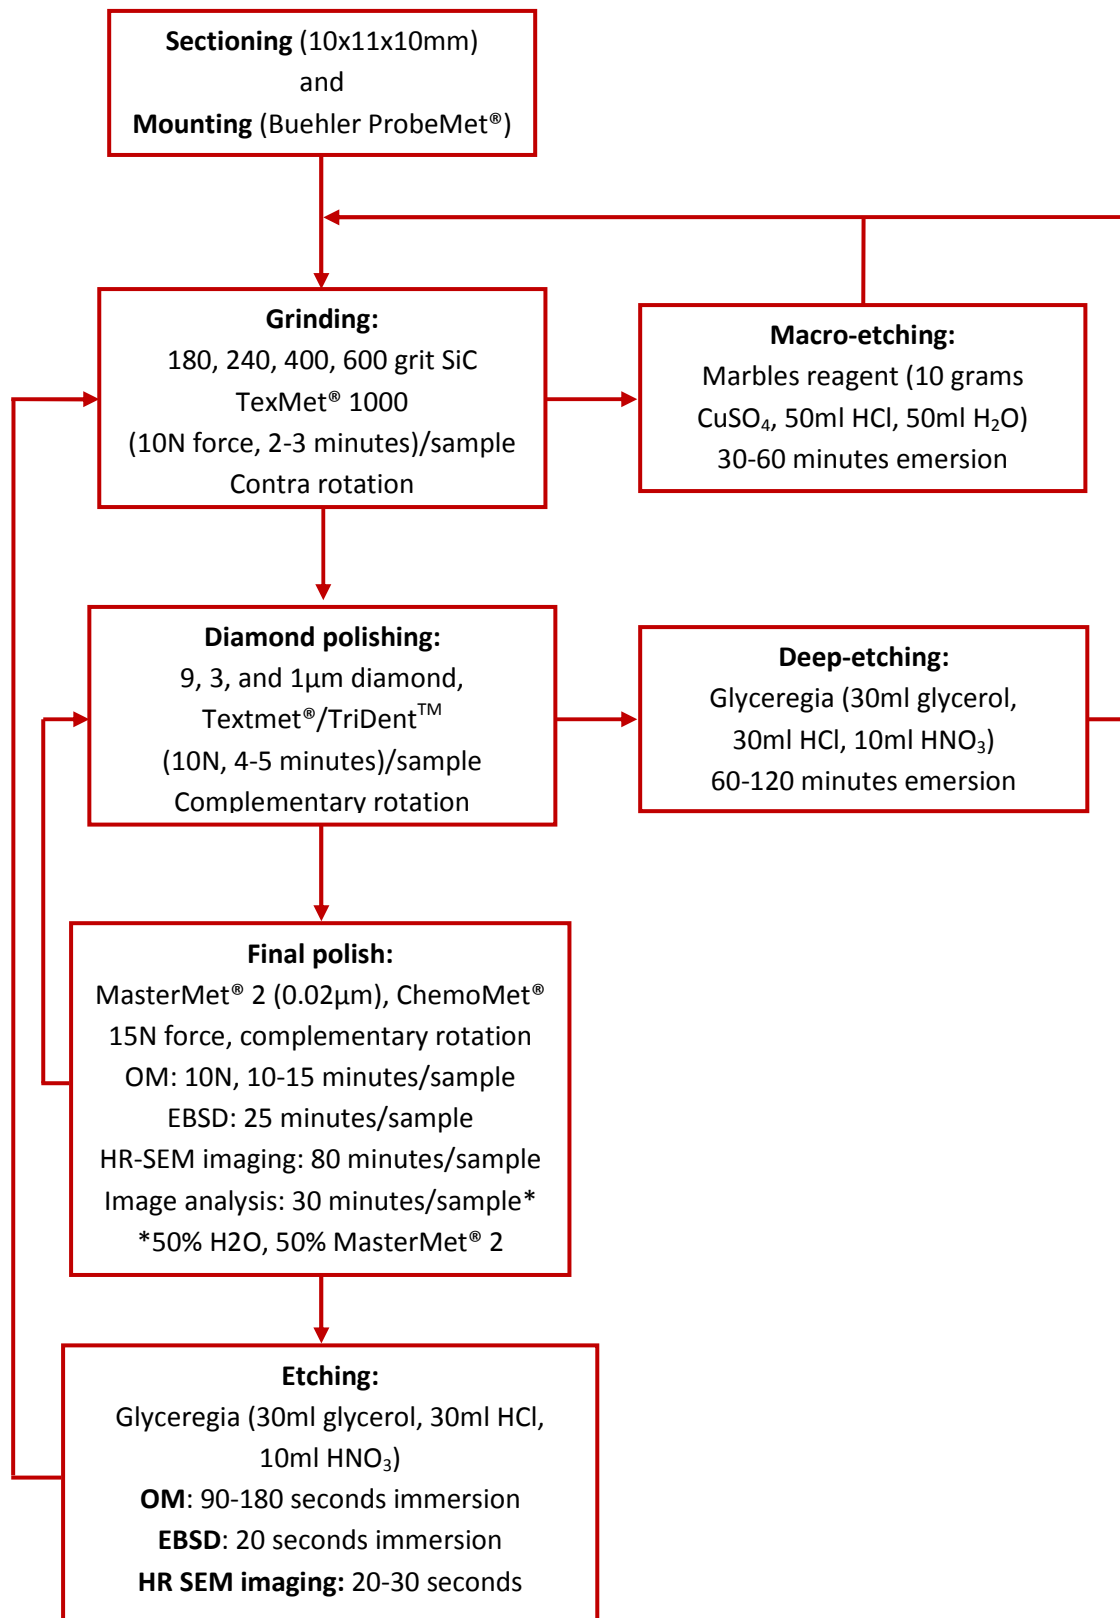 Sectioning (10x11x10mm)
and
Mounting (Buehler ProbeMet®)
Grinding:
180, 240, 400, 600 grit SiC
TexMet® 1000
(10N force, 2-3 minutes)/sample
Contra rotation
Macro-etching:
Marbles reagent (10 grams
CuSO₄, 50ml HCl, 50ml H₂O)
30-60 minutes emersion
Diamond polishing:
9, 3, and 1µm diamond,
Textmet®/TriDent™
(10N, 4-5 minutes)/sample
Complementary rotation
Deep-etching:
Glyceregia (30ml glycerol,
30ml HCl, 10ml HNO₃)
60-120 minutes emersion
Final polish:
MasterMet® 2 (0.02µm), ChemoMet®
15N force, complementary rotation
OM: 10N, 10-15 minutes/sample
EBSD: 25 minutes/sample
HR-SEM imaging: 80 minutes/sample
Image analysis: 30 minutes/sample*
*50% H2O, 50% MasterMet® 2
Etching:
Glyceregia (30ml glycerol, 30ml HCl,
10ml HNO₃)
OM: 90-180 seconds immersion
EBSD: 20 seconds immersion
HR SEM imaging: 20-30 seconds